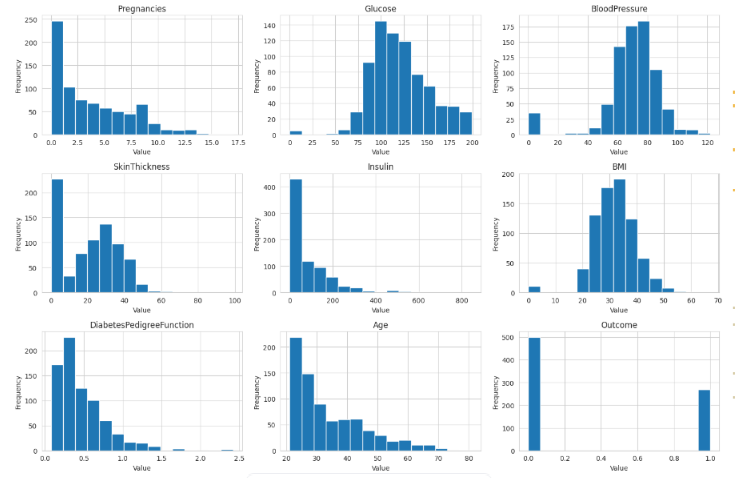 Pregnancies
250
200
150
100
50
0
Frequency
0.0 2.5 5.0 7.5 10.0 12.5 15.0 17.5
Value
Glucose
140
120
100
80
60
40
20
0
Frequency
0 25 50 75 100 125 150 175 200
Value
BloodPressure
175
150
125
100
75
50
25
0
Frequency
0 20 40 60 80 100 120
Value
SkinThickness
200
150
100
50
0
Frequency
0 20 40 60 80 100
Value
Insulin
400
300
200
100
0
Frequency
0 200 400 600 800
Value
BMI
200
150
100
50
0
Frequency
0 10 20 30 40 50 60 70
Value
DiabetesPedigreeFunction
200
150
100
50
0
Frequency
0.0 0.5 1.0 1.5 2.0 2.5
Value
Age
200
150
100
50
0
Frequency
20 30 40 50 60 70 80
Value
Outcome
500
400
300
200
100
0
Frequency
0.0 0.2 0.4 0.6 0.8 1.0
Value